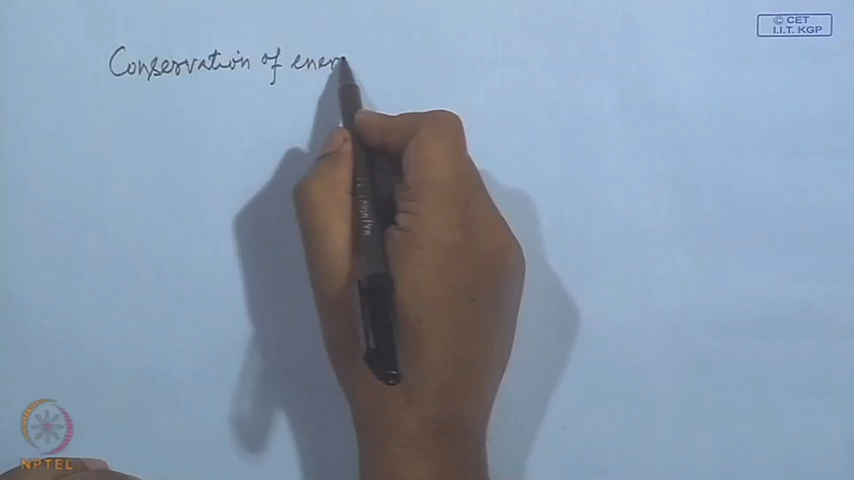 © CET
I.I.T. KGP
Conservation of ener
NPTEL